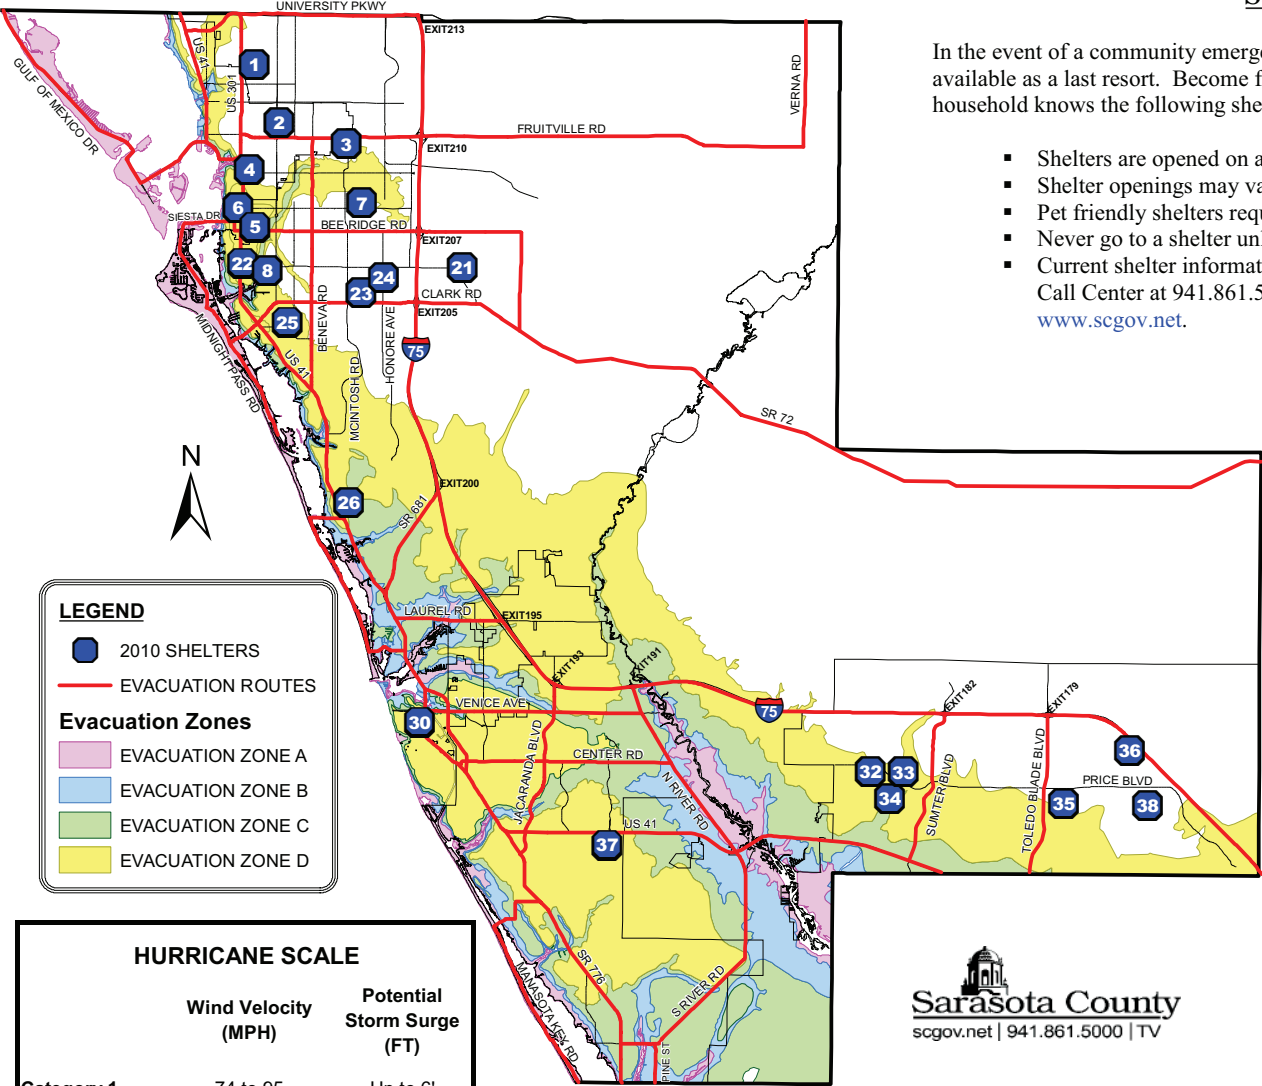 UNIVERSITY PKWY
EXIT213
US 41
US 301
GULF OF MEXICO DR
VERNA RD
1
2
3
FRUITVILLE RD
EXIT210
4
6
7
SIESTA DR
5
BEE RIDGE RD
EXIT207
22
8
24
21
23
CLARK RD
EXIT205
25
BENEVA RD
HONORE AVE
75
MIDNIGHT PASS RD
US 41
MCINTOSH RD
SR 72
N
EXIT200
26
SR 681
LAUREL RD
EXIT195
EXIT193
EXIT191
VENICE AVE
75
EXIT182
EXIT179
30
JACARANDA BLVD
CENTER RD
N RIVER RD
32
33
34
SUMTER BLVD
TOLEDO BLADE BLVD
36
PRICE BLVD
35
38
US 41
37
SR 776
MANASOTA KEY RD
S RIVER RD
PINE ST
In the event of a community emerg
available as a last resort. Become f
household knows the following she
▪ Shelters are opened on a
▪ Shelter openings may va
▪ Pet friendly shelters requ
▪ Never go to a shelter unl
▪ Current shelter informat
Call Center at 941.861.5
www.scgov.net.
LEGEND
2010 SHELTERS
EVACUATION ROUTES
Evacuation Zones
EVACUATION ZONE A
EVACUATION ZONE B
EVACUATION ZONE C
EVACUATION ZONE D
HURRICANE SCALE
Wind Velocity
(MPH)
Potential
Storm Surge
(FT)
Category 1 74 to 95 Up to 6'
Sarasota County
scgov.net | 941.861.5000 | TV